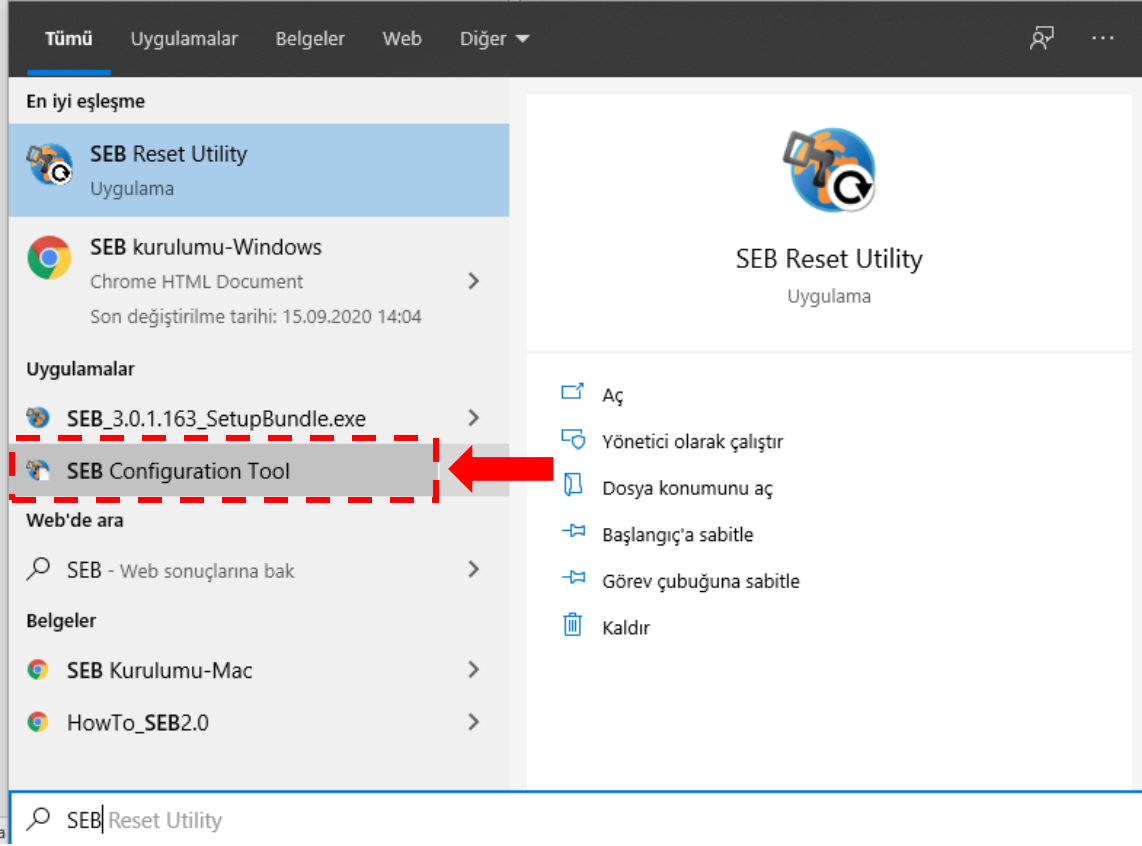 Tümü Uygulamalar Belgeler Web Diğer
En iyi eşleşme
SEB Reset Utility
Uygulama
SEB kurulumu-Windows
Chrome HTML Document
Son değiştirilme tarihi: 15.09.2020 14:04
Uygulamalar
SEB_3.0.1.163_SetupBundle.exe
SEB Configuration Tool
Web'de ara
SEB - Web sonuçlarına bak
Belgeler
SEB Kurulumu-Mac
HowTo_SEB2.0
SEB Reset Utility
Uygulama
Aç
Yönetici olarak çalıştır
Dosya konumunu aç
Başlangıç'a sabitle
Görev çubuğuna sabitle
Kaldır
SEB Reset Utility